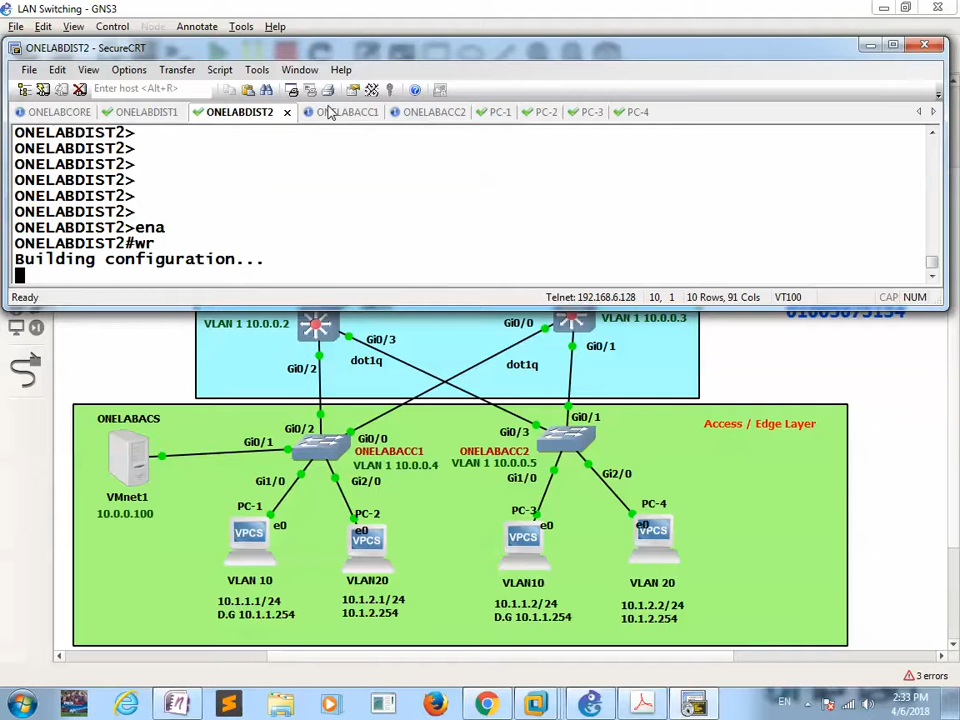 LAN Switching - GNS3
File Edit View Control Node Annotate Tools Help
ONELABDIST2 - SecureCRT
File Edit View Options Transfer Script Tools Window Help
Enter host <Alt+R>
ONELABCORE ONELABDIST1 ONELABDIST2 ONELABACC1 ONELABACC2 PC-1 PC-2 PC-3 PC-4
ONELABDIST2>
ONELABDIST2>
ONELABDIST2>
ONELABDIST2>
ONELABDIST2>
ONELABDIST2>
ONELABDIST2>ena
ONELABDIST2#wr
Building configuration...
Ready
Telnet: 192.168.6.128 10, 1 10 Rows, 91 Cols VT100 CAP NUM
VLAN 1 10.0.0.2
Gi0/0
VLAN 1 10.0.0.3
Gi0/3
Gi0/1
dot1q
dot1q
Gi0/2
ONELABACS
Gi0/2
Gi0/0
Gi0/1
Access / Edge Layer
Gi0/1
ONELABACC1
VLAN 1 10.0.0.4
Gi0/3
ONELABACC2
VLAN 1 10.0.0.5
Gi1/0
Gi2/0
Gi1/0
Gi2/0
VMnet1
10.0.0.100
PC-1
e0
PC-2
e0
PC-3
e0
PC-4
e0
VPCS
VPCS
VPCS
VPCS
VLAN 10
VLAN20
VLAN10
VLAN 20
10.1.1.1/24
D.G 10.1.1.254
10.1.2.1/24
10.1.2.254
10.1.1.2/24
D.G 10.1.1.254
10.1.2.2/24
10.1.2.254
3 errors
EN
2:33 PM
4/6/2018